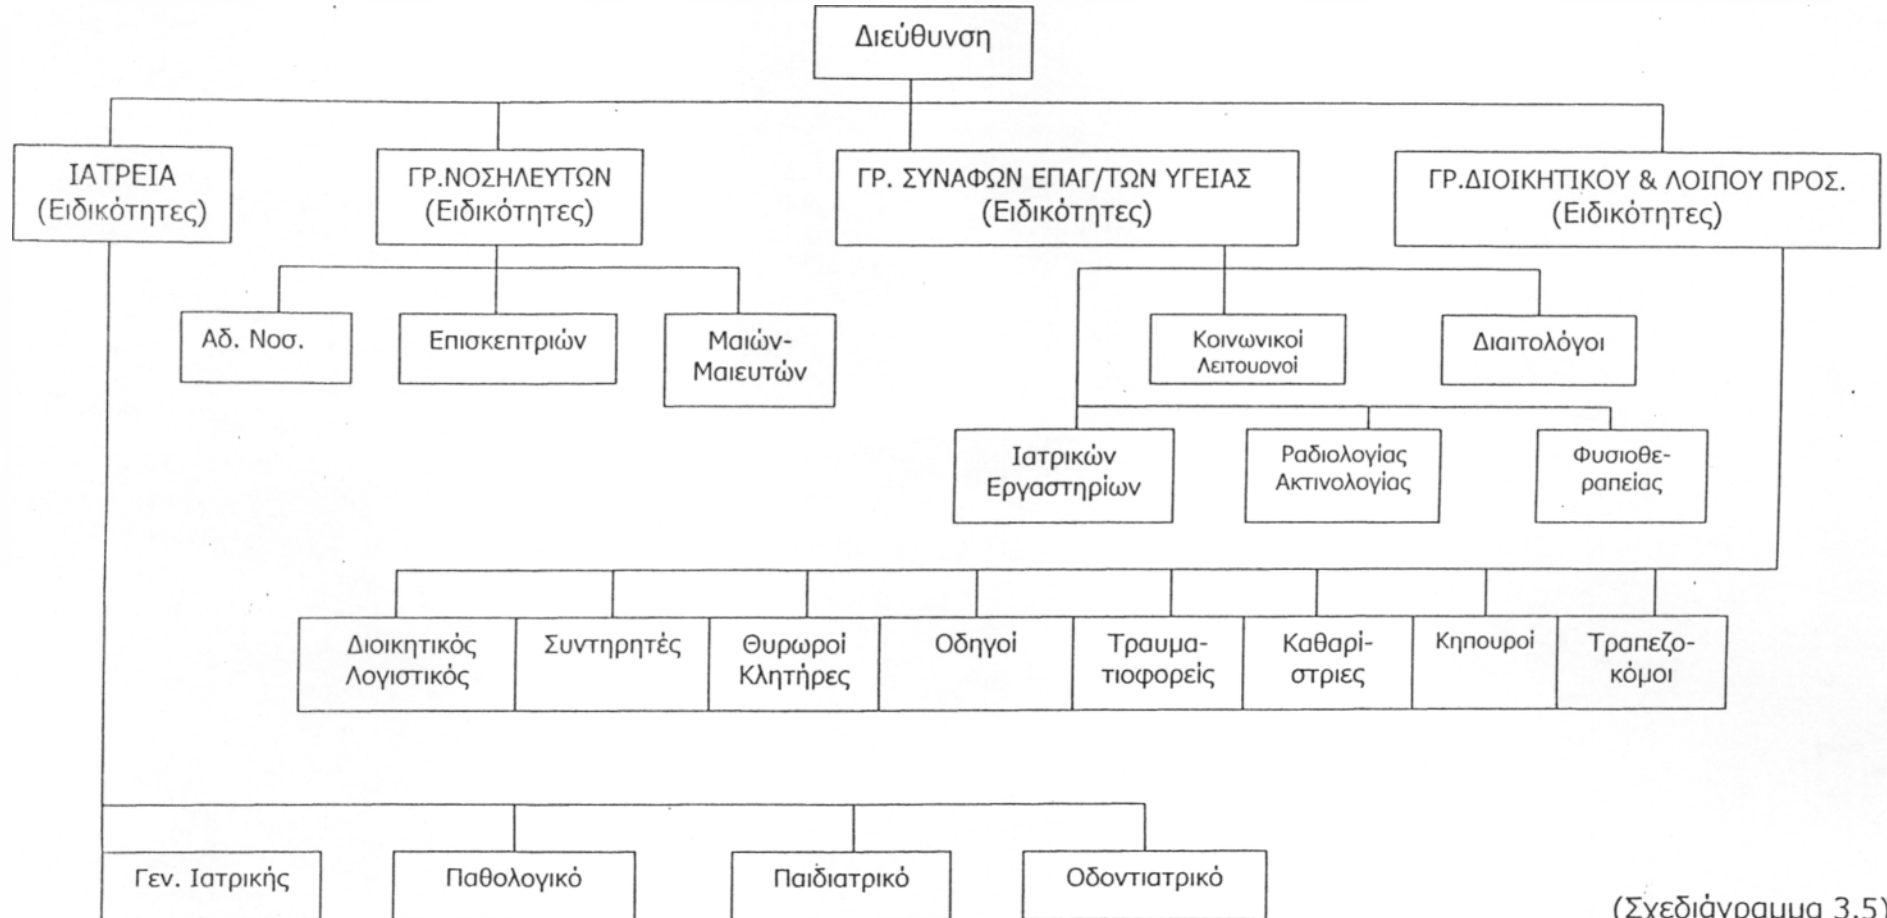 Διεύθυνση
ΙΑΤΡΕΙΑ
(Ειδικότητες)
ΓΡ.ΝΟΣΗΛΕΥΤΩΝ
(Ειδικότητες)
ΓΡ. ΣΥΝΑΦΩΝ ΕΠΑΓ/ΤΩΝ ΥΓΕΙΑΣ
(Ειδικότητες)
ΓΡ.ΔΙΟΙΚΗΤΙΚΟΥ & ΛΟΙΠΟΥ ΠΡΟΣ.
(Ειδικότητες)
Αδ. Νοσ.
Επισκεπτριών
Μαιών-
Μαιευτών
Κοινωνικοί
Λειτουργοί
Διαιτολόγοι
Ιατρικών
Εργαστηρίων
Ραδιολογίας
Ακτινολογίας
Φυσιοθε-
ραπείας
Διοικητικός
Λογιστικός
Συντηρητές
Θυρωροί
Κλητήρες
Οδηγοί
Τραυμα-
τιοφορείς
Καθαρί-
στριες
Κηπουροί
Τραπεζο-
κόμοι
Γεν. Ιατρικής
Παθολογικό
Παιδιατρικό
Οδοντιατρικό
(Σχεδιάγραμμα 3.5)